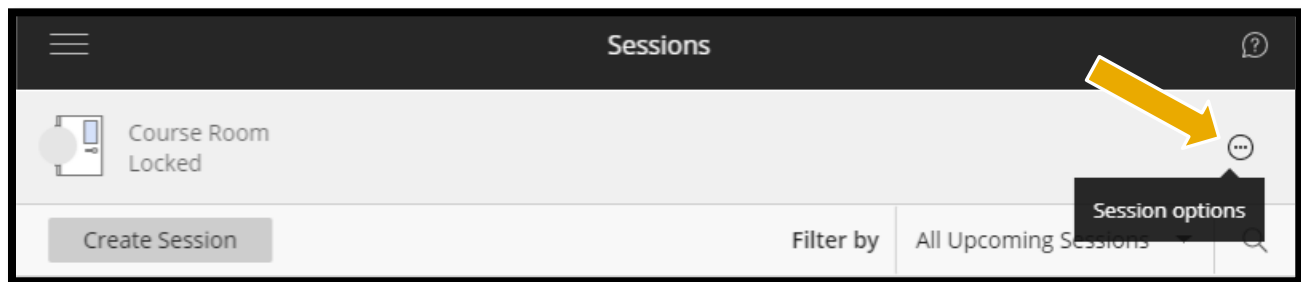 Sessions
Course Room
Locked
Session options
Create Session
Filter by
All Upcoming Sessions